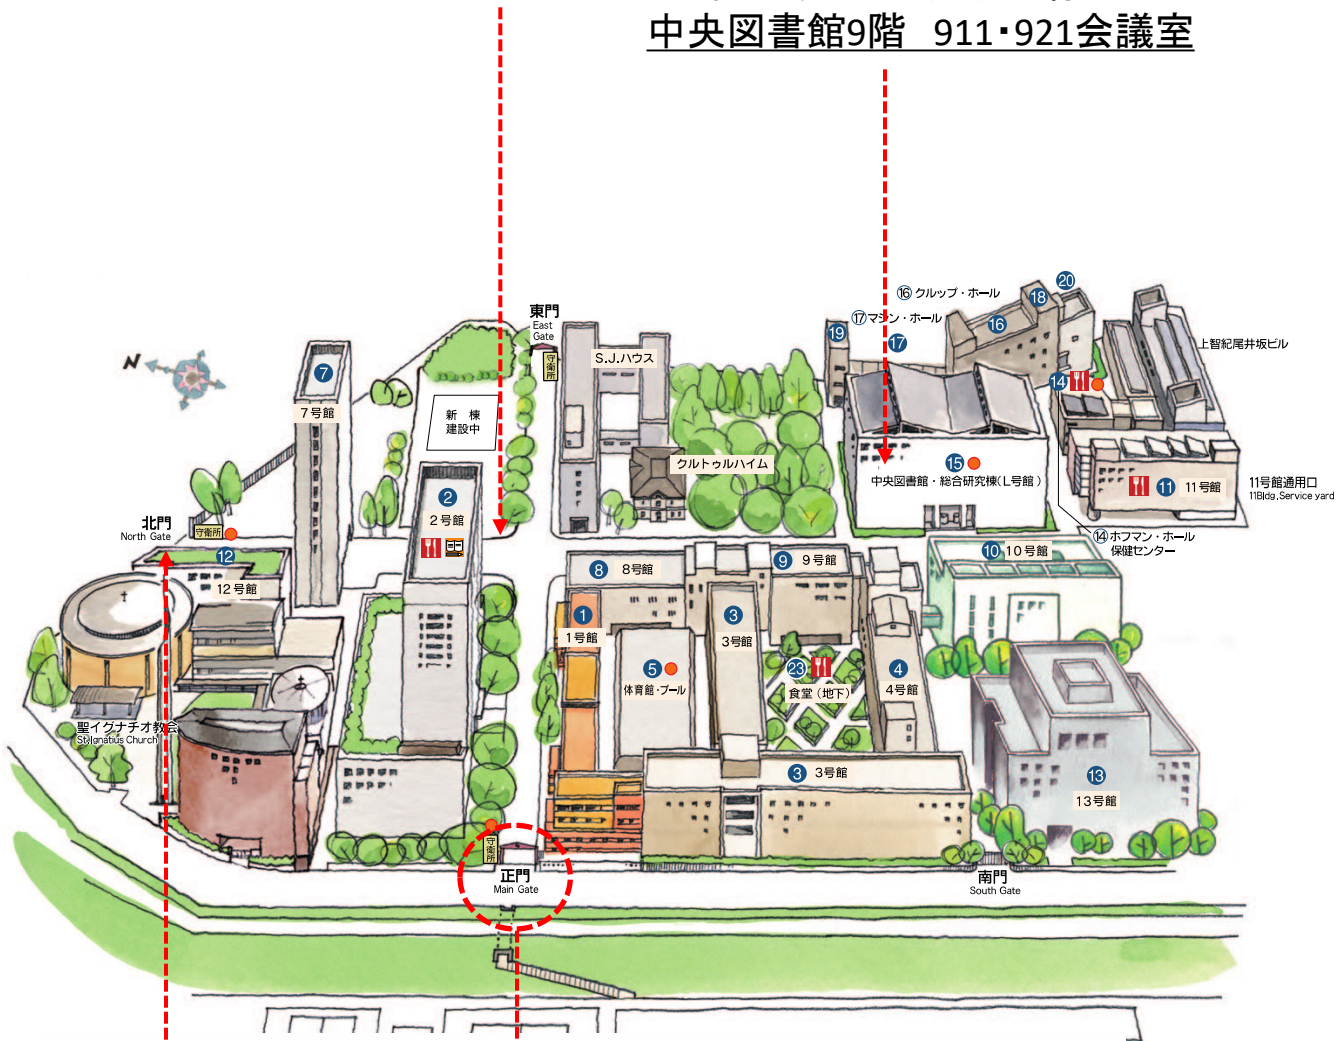 中央図書館9階　911・921会議室
⑳
⑯クルップ・ホール
⑱
東門
East
Gate
守衛所
⑰マシン・ホール
⑯
⑲
⑰
上智紀尾井坂ビル
S.J.ハウス
N
⑦
7号館
⑭
新棟
建設中
クルトゥルハイム
⑮
中央図書館・総合研究棟(L号館)
⑪ 11号館
11号館通用口
11Bldg,Service yard
②
2号館
北門
North Gate
守衛所
⑭ホフマン・ホール
保健センター
⑫
12号館
⑧ 8号館
⑨ 9号館
⑩ 10号館
①
1号館
③
3号館
⑤
体育館・プール
㉓
食堂(地下)
④
4号館
聖イグナチオ教会
St.Ignatius Church
③ 3号館
⑬
13号館
守衛所
正門
Main Gate
南門
South Gate